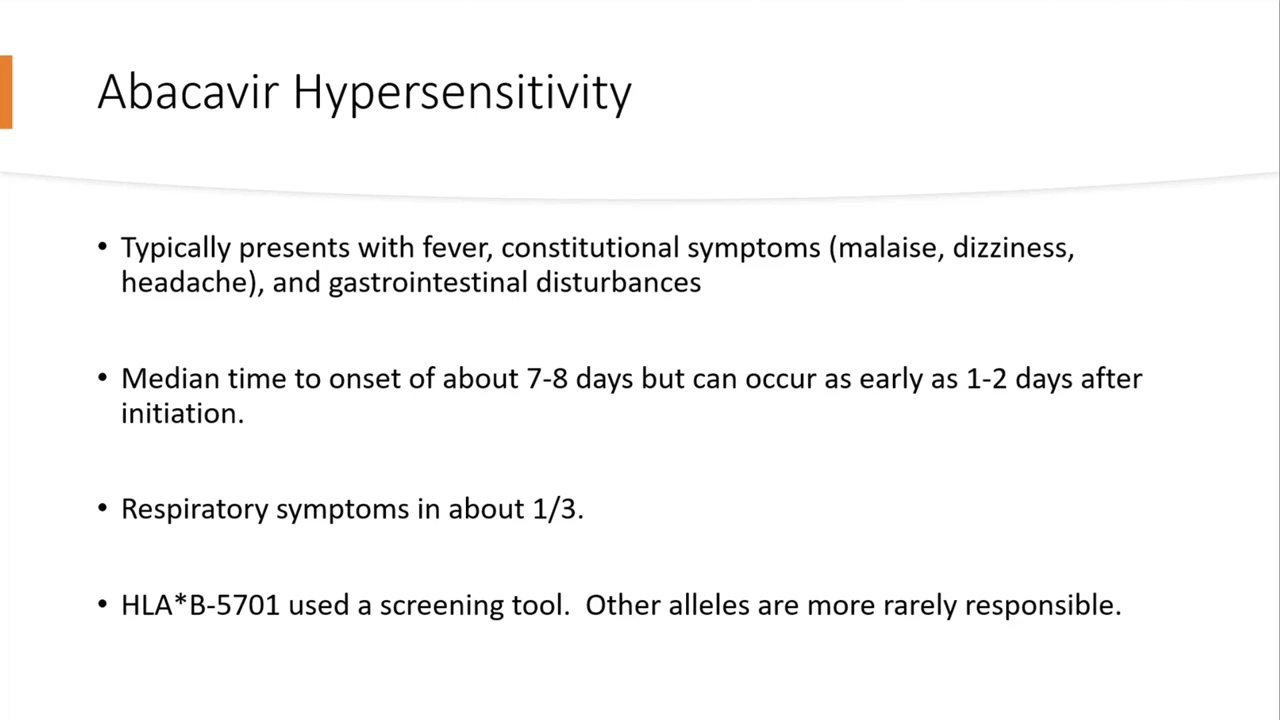 Abacavir Hypersensitivity
• Typically presents with fever, constitutional symptoms (malaise, dizziness,
headache), and gastrointestinal disturbances
• Median time to onset of about 7-8 days but can occur as early as 1-2 days after
initiation.
• Respiratory symptoms in about 1/3.
• HLA*B-5701 used a screening tool.  Other alleles are more rarely responsible.